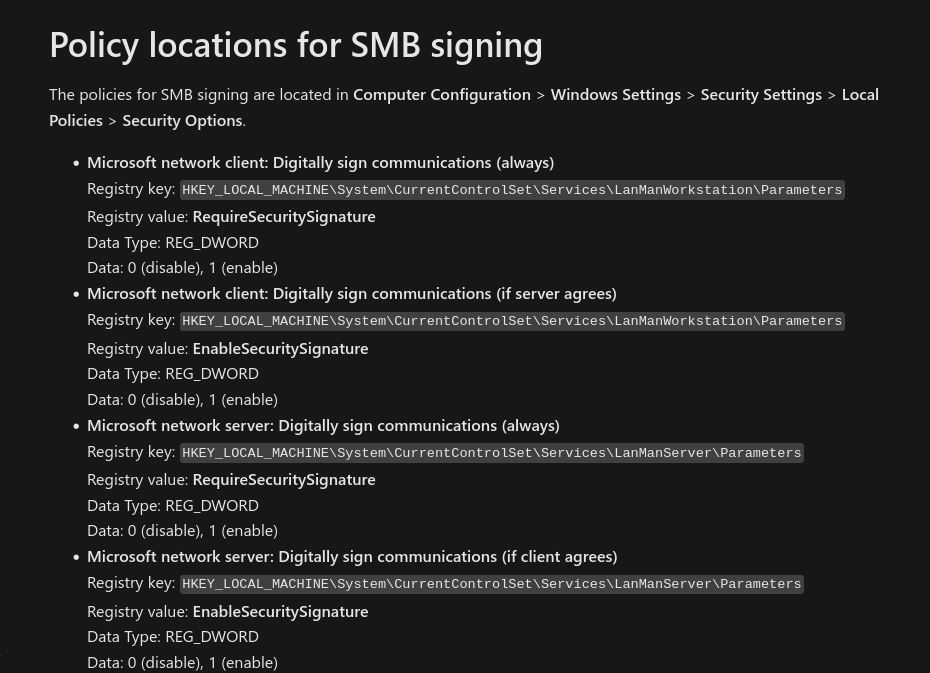 Policy locations for SMB signing
The policies for SMB signing are located in Computer Configuration > Windows Settings > Security Settings > Local
Policies > Security Options.
• Microsoft network client: Digitally sign communications (always)
Registry key: HKEY_LOCAL_MACHINE\System\CurrentControlSet\Services\LanManWorkstation\Parameters
Registry value: RequireSecuritySignature
Data Type: REG_DWORD
Data: 0 (disable), 1 (enable)
• Microsoft network client: Digitally sign communications (if server agrees)
Registry key: HKEY_LOCAL_MACHINE\System\CurrentControlSet\Services\LanManWorkstation\Parameters
Registry value: EnableSecuritySignature
Data Type: REG_DWORD
Data: 0 (disable), 1 (enable)
• Microsoft network server: Digitally sign communications (always)
Registry key: HKEY_LOCAL_MACHINE\System\CurrentControlSet\Services\LanManServer\Parameters
Registry value: RequireSecuritySignature
Data Type: REG_DWORD
Data: 0 (disable), 1 (enable)
• Microsoft network server: Digitally sign communications (if client agrees)
Registry key: HKEY_LOCAL_MACHINE\System\CurrentControlSet\Services\LanManServer\Parameters
Registry value: EnableSecuritySignature
Data Type: REG_DWORD
Data: 0 (disable), 1 (enable)